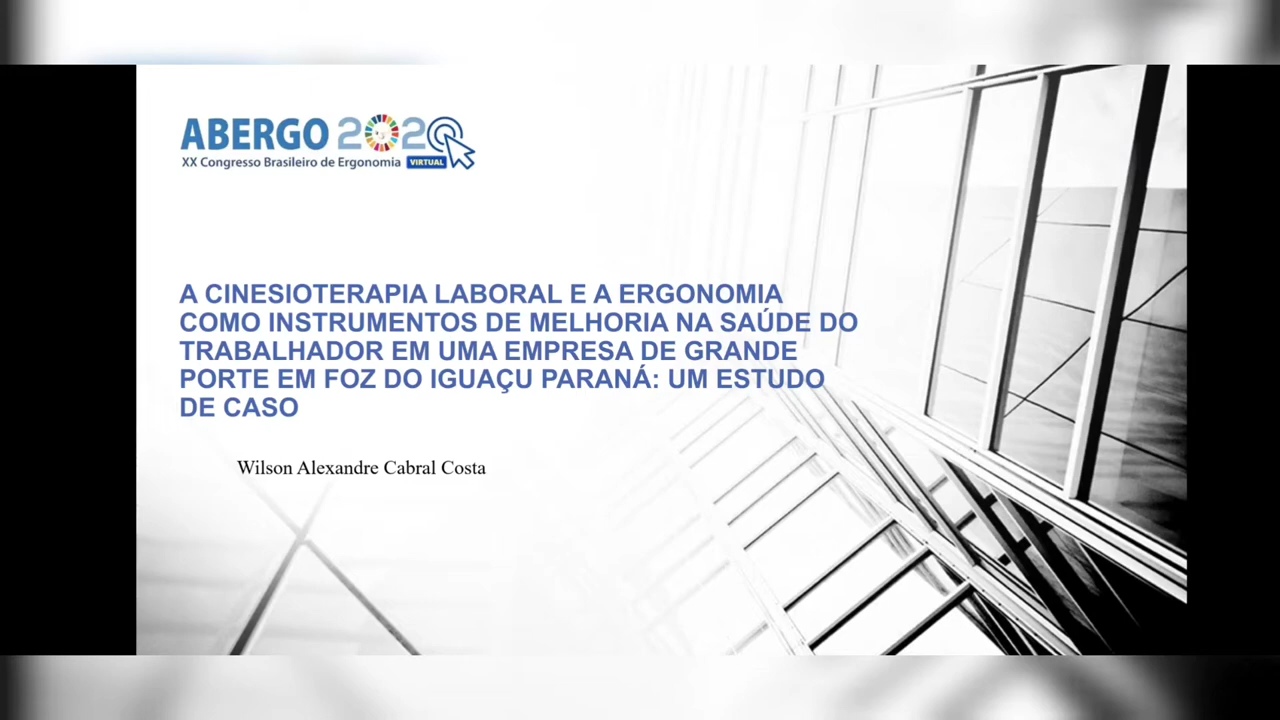 ABERGO 2020
XX Congresso Brasileiro de Ergonomia VIRTUAL
A CINESIOTERAPIA LABORAL E A ERGONOMIA
COMO INSTRUMENTOS DE MELHORIA NA SAÚDE DO
TRABALHADOR EM UMA EMPRESA DE GRANDE
PORTE EM FOZ DO IGUAÇU PARANÁ: UM ESTUDO
DE CASO
Wilson Alexandre Cabral Costa